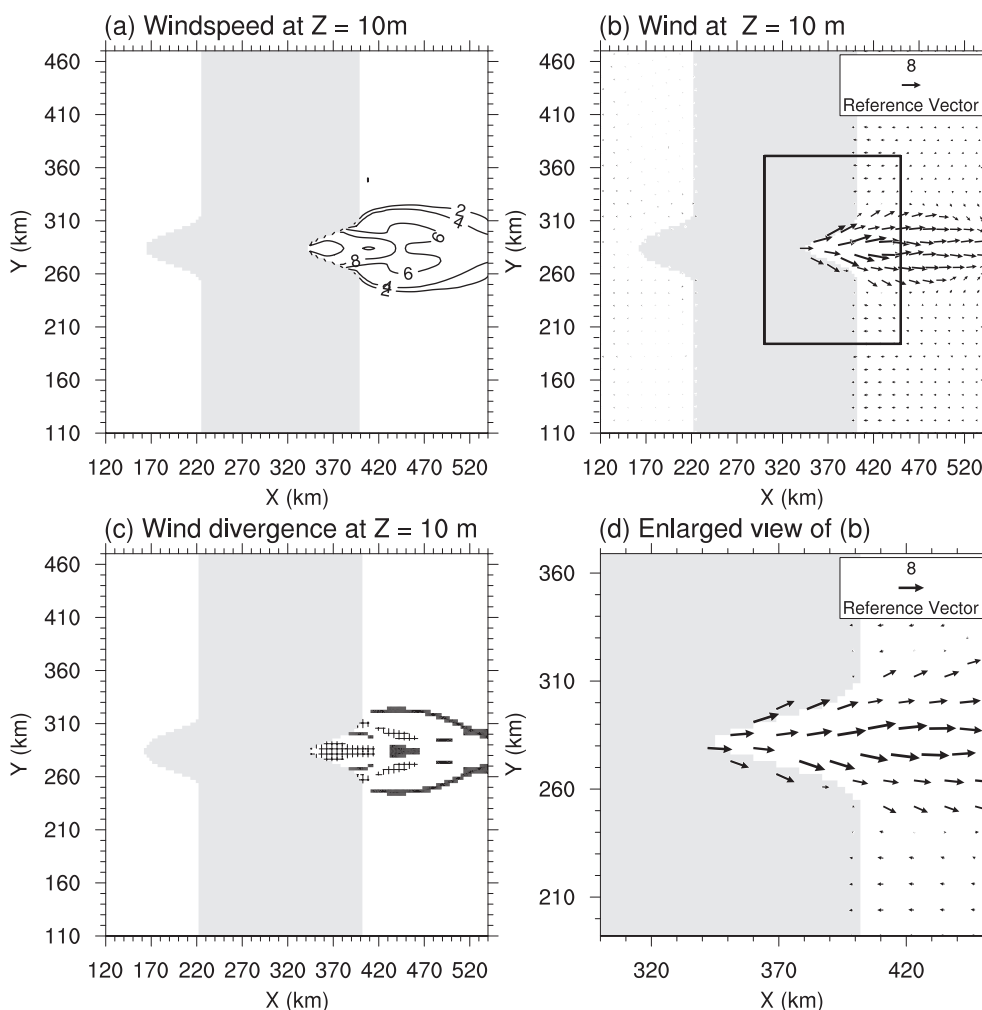 (a) Windspeed at Z = 10m
460
410
360
310
260
210
160
110
Y (km)
2
4
6
8
6
4
2
120 170 220 270 320 370 420 470 520
X (km)
(b) Wind at Z = 10 m
8
Reference Vector
460
410
360
310
260
210
160
110
Y (km)
120 170 220 270 320 370 420 470 520
X (km)
(c) Wind divergence at Z = 10 m
460
410
360
310
260
210
160
110
Y (km)
120 170 220 270 320 370 420 470 520
X (km)
(d) Enlarged view of (b)
8
Reference Vector
360
310
260
210
Y (km)
320 370 420
X (km)